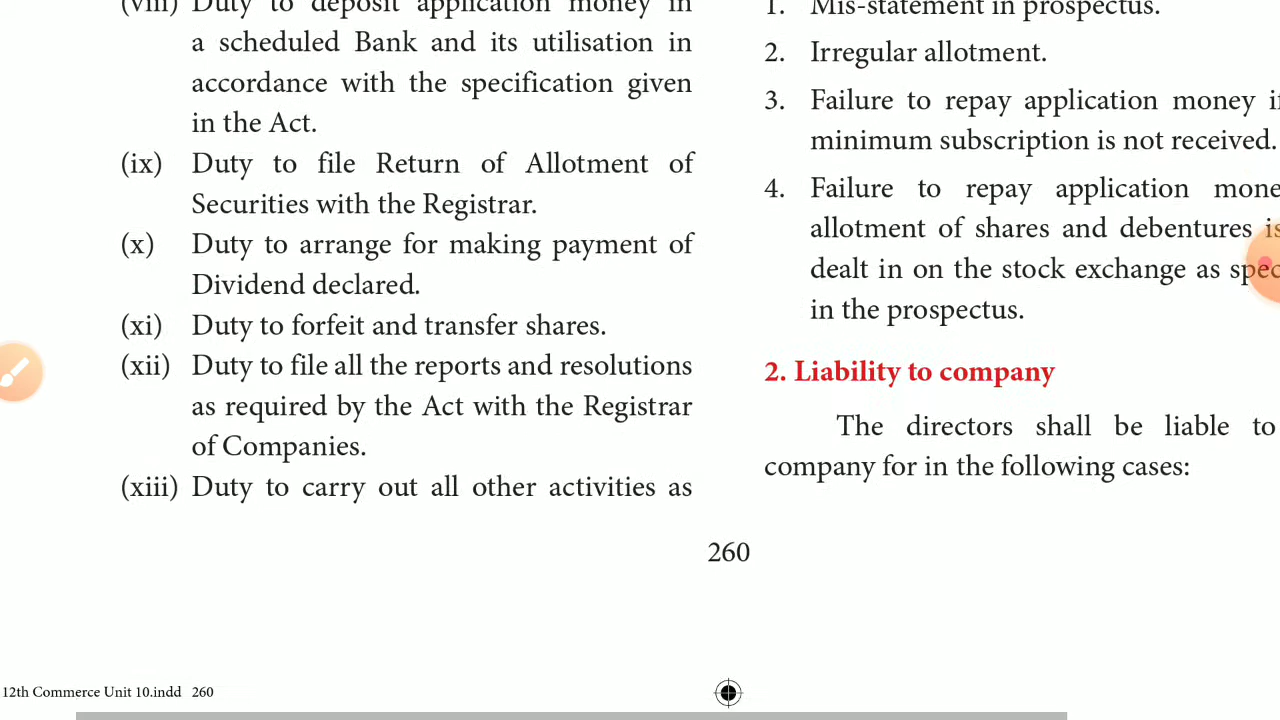 (viii) Duty to deposit application money in
a scheduled Bank and its utilisation in
accordance with the specification given
in the Act.
(ix) Duty to file Return of Allotment of
Securities with the Registrar.
(x) Duty to arrange for making payment of
Dividend declared.
(xi) Duty to forfeit and transfer shares.
(xii) Duty to file all the reports and resolutions
as required by the Act with the Registrar
of Companies.
(xiii) Duty to carry out all other activities as
1. Mis-statement in prospectus.
2. Irregular allotment.
3. Failure to repay application money if
minimum subscription is not received.
4. Failure to repay application
allotment of shares and debentures
dealt in on the stock exchange as
in the prospectus.
2. Liability to company
The directors shall be liable to
company for in the following cases:
260
12th Commerce Unit 10.indd 260